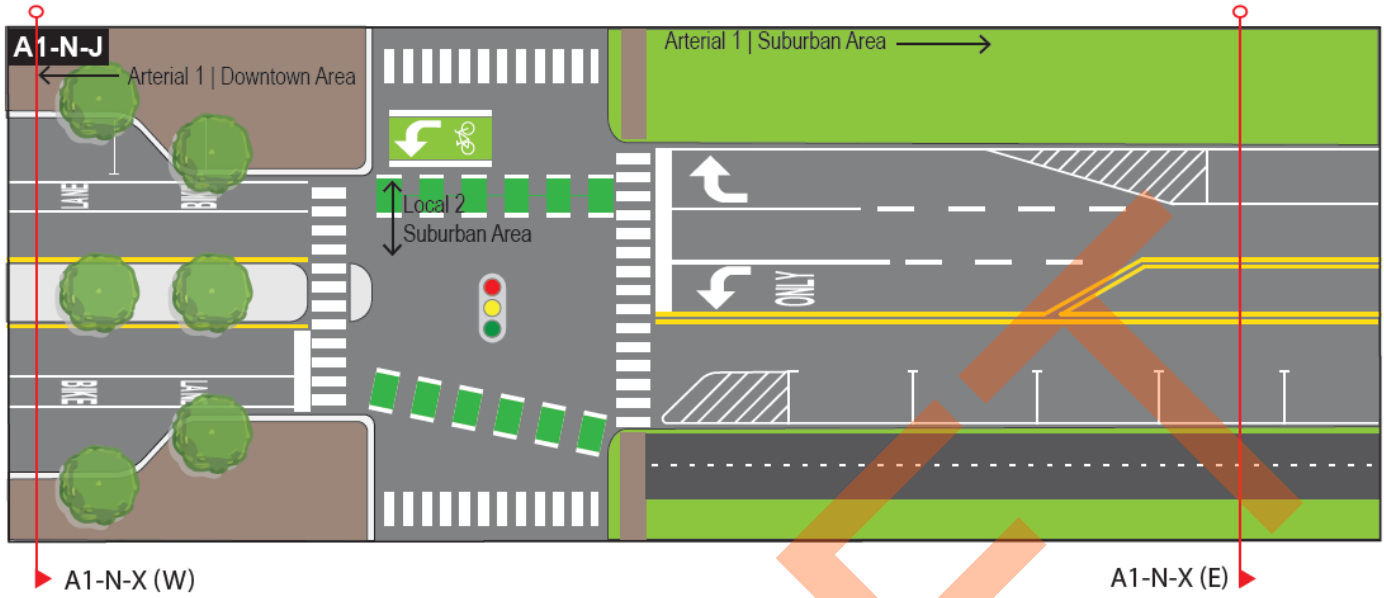 A1-N-J
Arterial 1 | Downtown Area
Arterial 1 | Suburban Area
LANE
BIKE
Local 2
Suburban Area
ONLY
BIKE
LANE
A1-N-X (W)
A1-N-X (E)